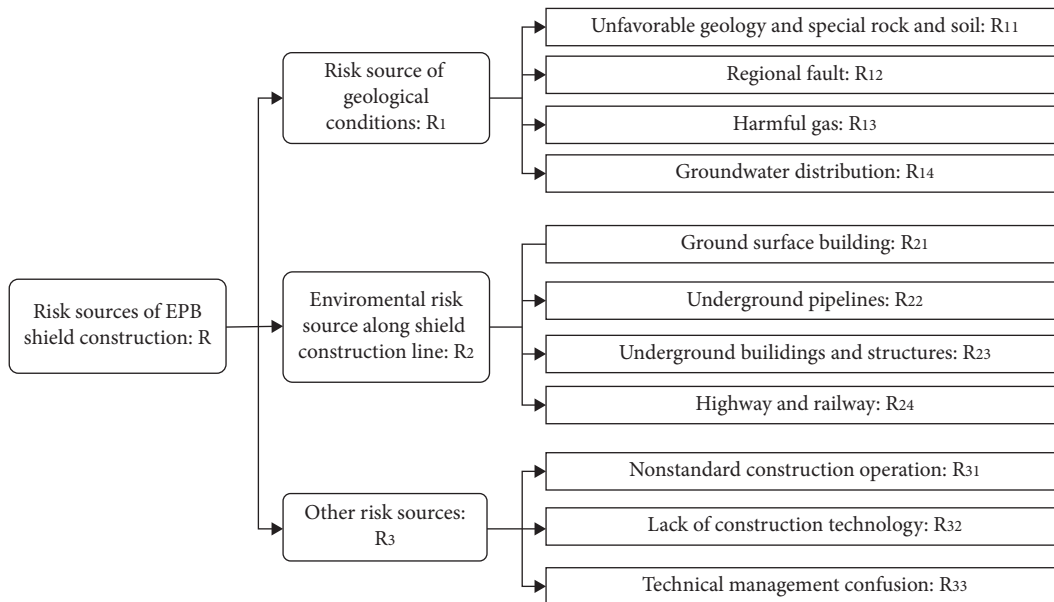 Risk sources of EPB
shield construction: R
Risk source of
geological
conditions: R1
Unfavorable geology and special rock and soil: R11
Regional fault: R12
Harmful gas: R13
Groundwater distribution: R14
Enviromental risk
source along shield
construction line: R2
Ground surface building: R21
Underground pipelines: R22
Underground builidings and structures: R23
Highway and railway: R24
Other risk sources:
R3
Nonstandard construction operation: R31
Lack of construction technology: R32
Technical management confusion: R33